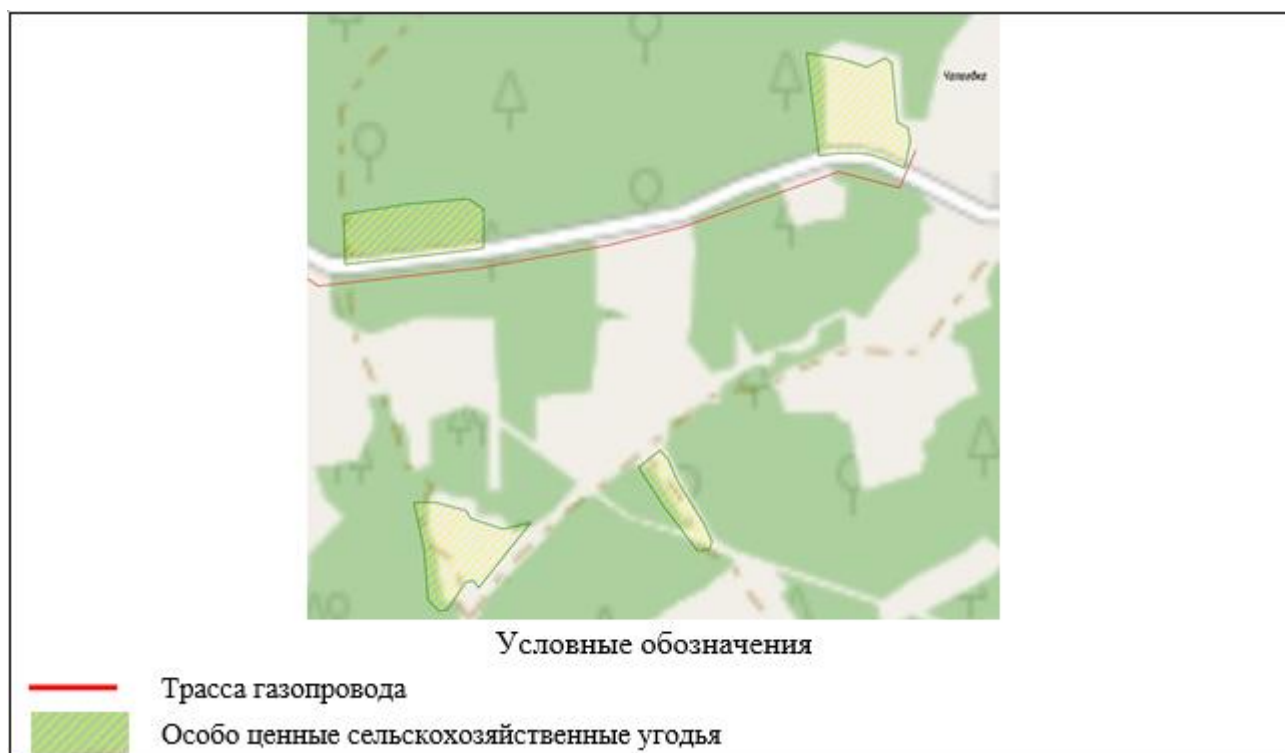 Условные обозначения
Трасса газопровода
Особо ценные сельскохозяйственные угодья